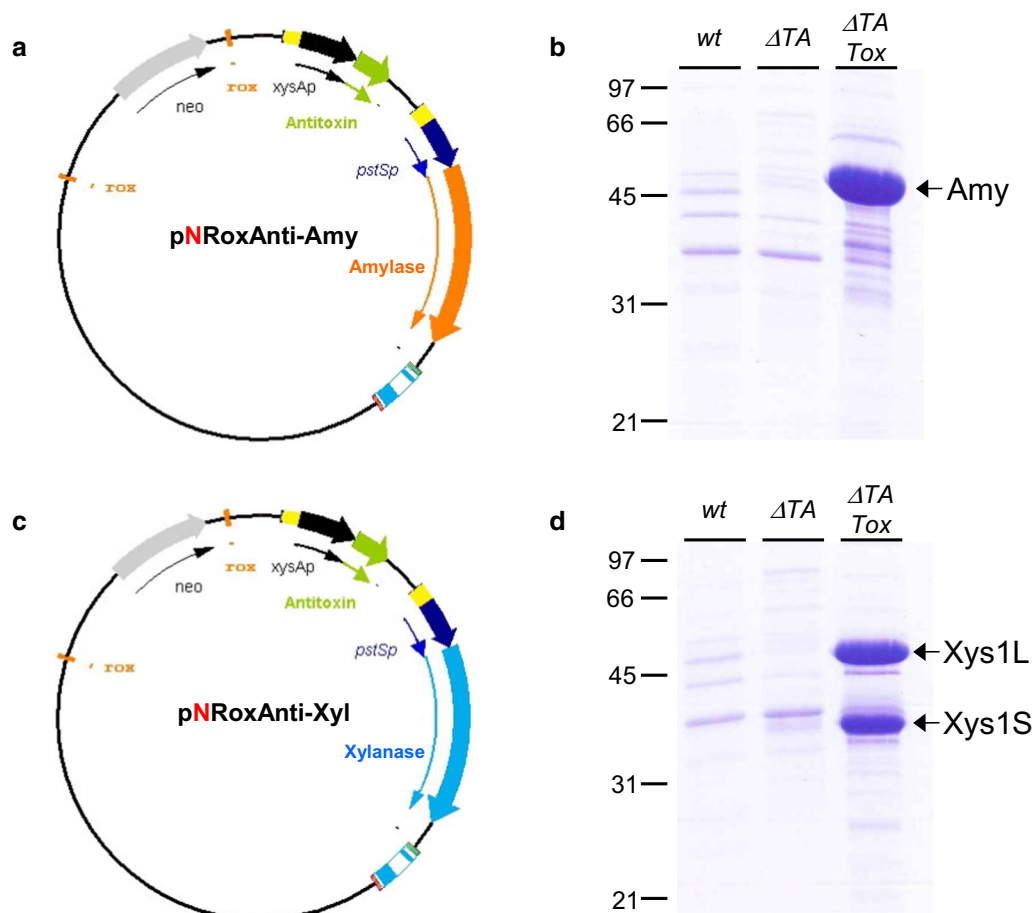 a
neo
rox
xysAp
Antitoxin
rox
pstSp
pNRoxAnti-Amy
Amylase
b
wt
ΔTA
ΔTA
Tox
97
66
45
31
21
Amy
c
neo
rox
xysAp
Antitoxin
rox
pstSp
pNRoxAnti-Xyl
Xylanase
d
wt
ΔTA
ΔTA
Tox
97
66
45
31
21
Xys1L
Xys1S